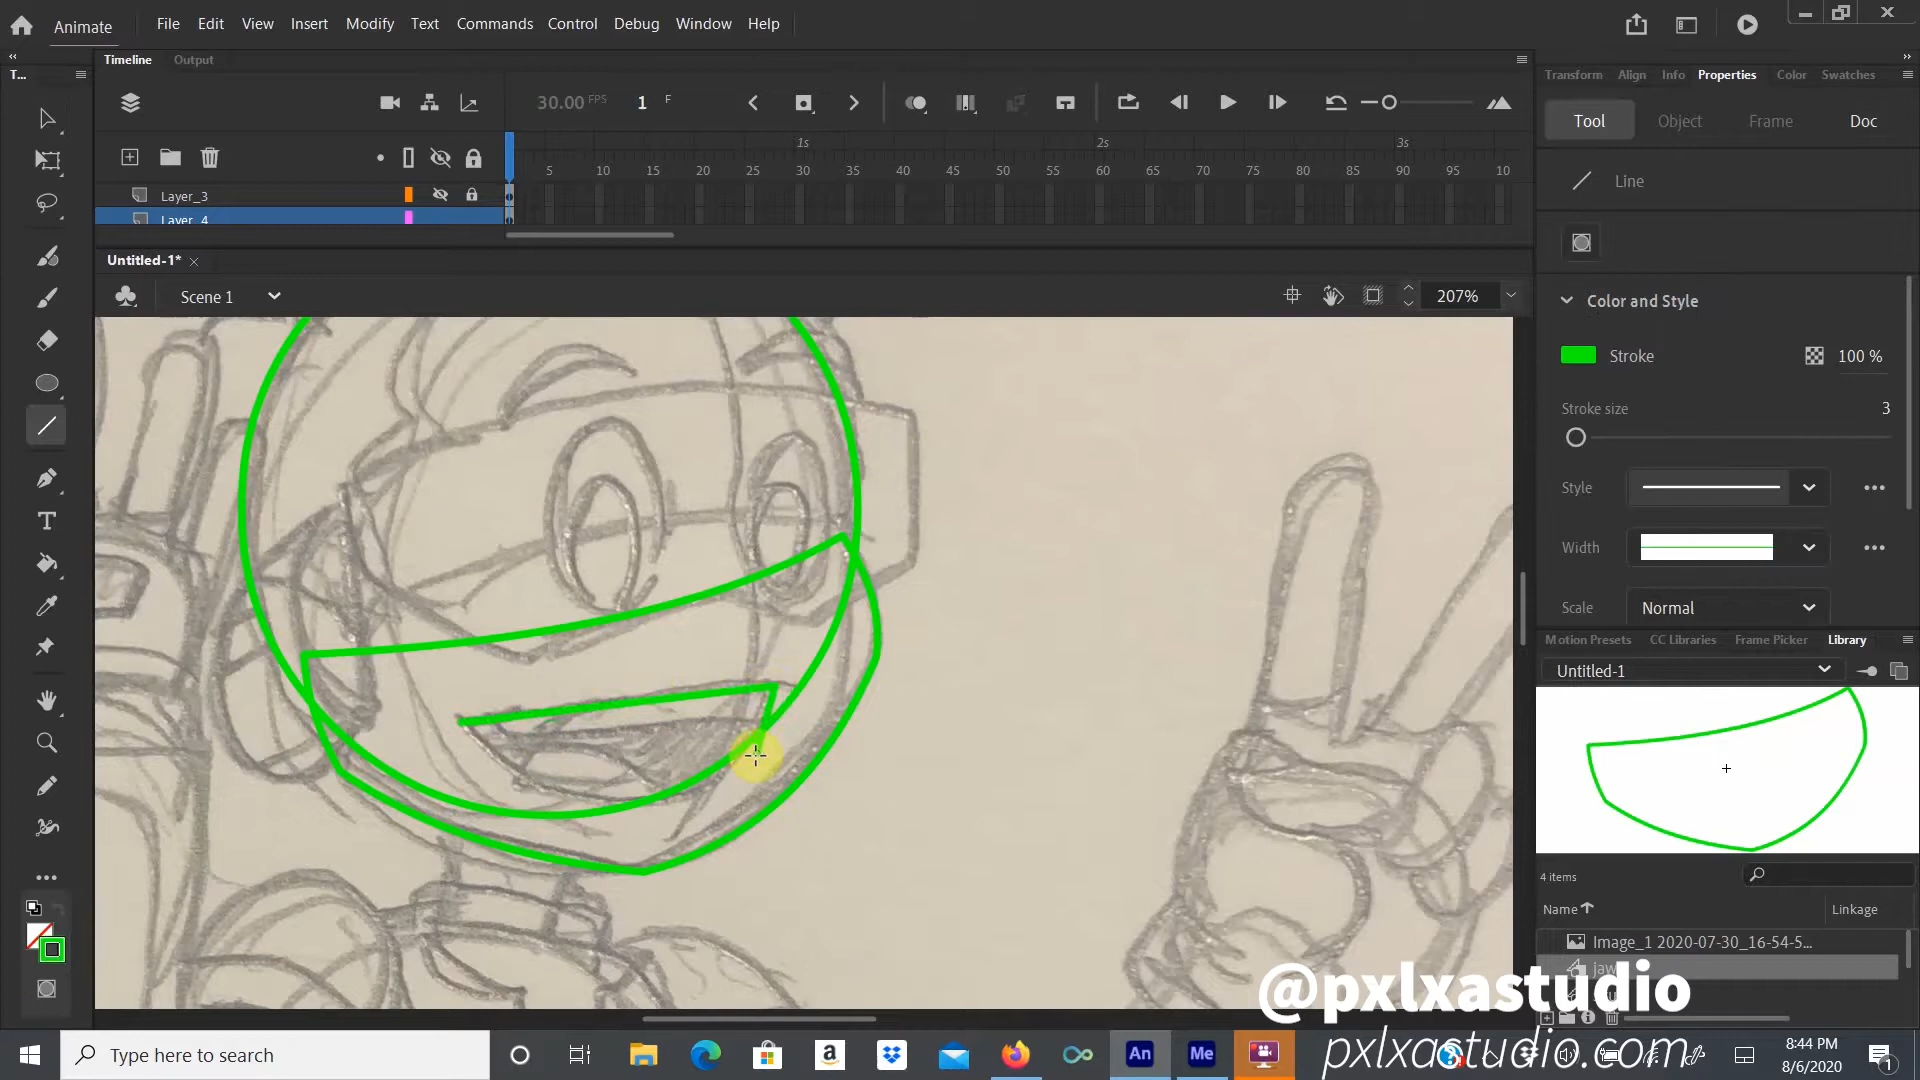 Animate File Edit View Insert Modify Text Commands Control Debug Window Help
T... Timeline Output Transform Align Info Properties Color Swatches
30.00 FPS 1 F
Tool Object Frame Doc
1s 2s 3s
5 10 15 20 25 30 35 40 45 50 55 60 65 70 75 80 85 90 95 10
Line
Layer_3
Layer_4
Untitled-1*
Scene 1 207%
Color and Style
Stroke 100 %
Stroke size 3
Style
Width
Scale Normal
Motion Presets CC Libraries Frame Picker Library
Untitled-1
4 items
Name Linkage
Image_1 2020-07-30_16-54-5...
jaw
@pxlxastudio
pxlxastudio.com
Type here to search
An Me
8:44 PM
8/6/2020
1